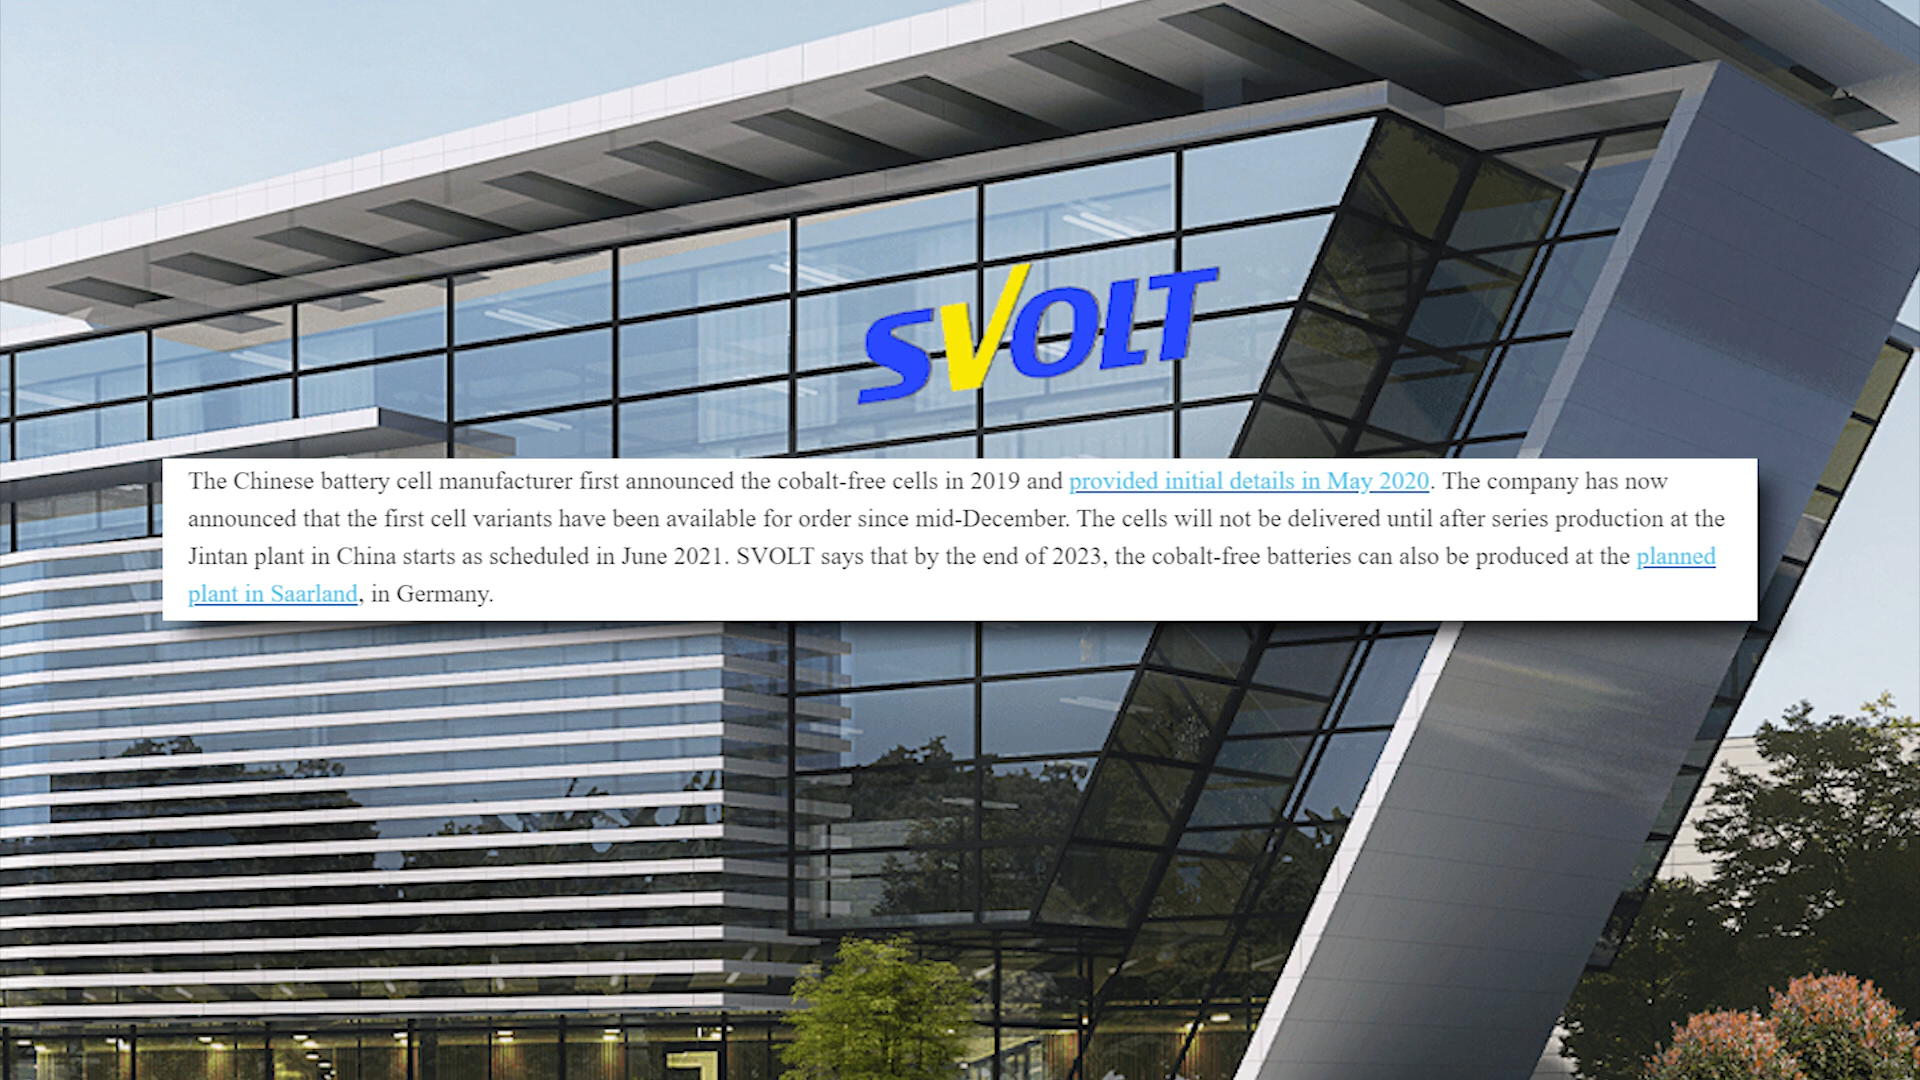 SVOLT
The Chinese battery cell manufacturer first announced the cobalt-free cells in 2019 and provided initial details in May 2020. The company has now
announced that the first cell variants have been available for order since mid-December. The cells will not be delivered until after series production at the
Jintan plant in China starts as scheduled in June 2021. SVOLT says that by the end of 2023, the cobalt-free batteries can also be produced at the planned
plant in Saarland, in Germany.